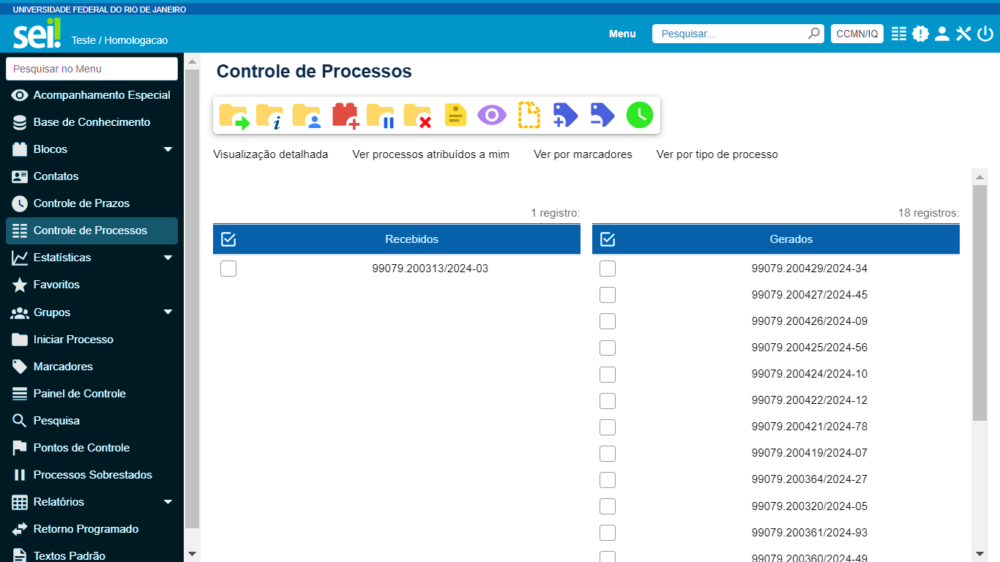 UNIVERSIDADE FEDERAL DO RIO DE JANEIRO
sei!
Teste / Homologacao
Menu
Pesquisar...
CCMN/IQ
Pesquisar no Menu
Acompanhamento Especial
Base de Conhecimento
Blocos
Contatos
Controle de Prazos
Controle de Processos
Estatísticas
Favoritos
Grupos
Iniciar Processo
Marcadores
Painel de Controle
Pesquisa
Pontos de Controle
Processos Sobrestados
Relatórios
Retorno Programado
Textos Padrão
Controle de Processos
Visualização detalhada
Ver processos atribuídos a mim
Ver por marcadores
Ver por tipo de processo
1 registro:
Recebidos
99079.200313/2024-03
18 registros:
Gerados
99079.200429/2024-34
99079.200427/2024-45
99079.200426/2024-09
99079.200425/2024-56
99079.200424/2024-10
99079.200422/2024-12
99079.200421/2024-78
99079.200419/2024-07
99079.200364/2024-27
99079.200320/2024-05
99079.200361/2024-93
99079.200360/2024-49